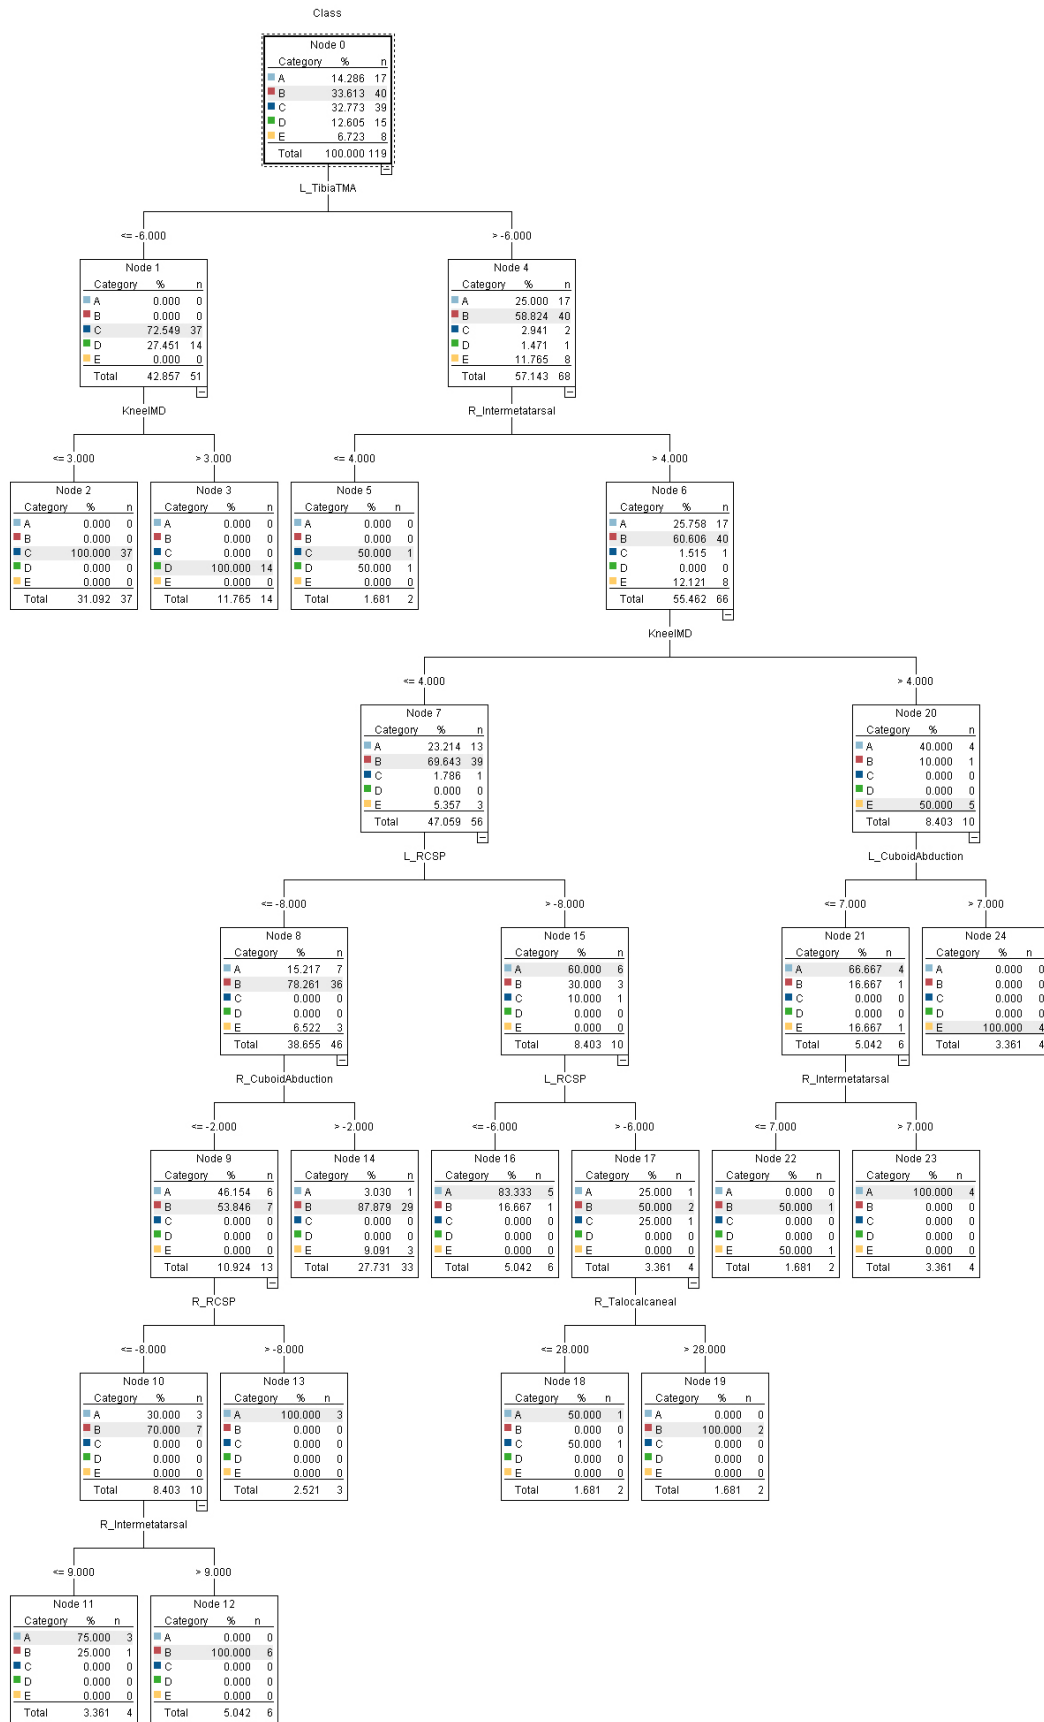 Class
Node 0
Category % n
A 14.286 17
B 33.613 40
C 32.773 39
D 12.605 15
E 6.723 8
Total 100.000 119
L_TibiaTMA
<= -6.000
> -6.000
Node 1
Category % n
A 0.000 0
B 0.000 0
C 72.549 37
D 27.451 14
E 0.000 0
Total 42.857 51
Node 4
Category % n
A 25.000 17
B 58.824 40
C 2.941 2
D 1.471 1
E 11.765 8
Total 57.143 68
KneeIMD
R_Intermetatarsal
<= 3.000
> 3.000
<= 4.000
> 4.000
Node 2
Category % n
A 0.000 0
B 0.000 0
C 100.000 37
D 0.000 0
E 0.000 0
Total 31.092 37
Node 3
Category % n
A 0.000 0
B 0.000 0
C 0.000 0
D 100.000 14
E 0.000 0
Total 11.765 14
Node 5
Category % n
A 0.000 0
B 0.000 0
C 50.000 1
D 50.000 1
E 0.000 0
Total 1.681 2
Node 6
Category % n
A 25.758 17
B 60.606 40
C 1.515 1
D 0.000 0
E 12.121 8
Total 55.462 66
KneeIMD
<= 4.000
> 4.000
Node 7
Category % n
A 23.214 13
B 69.643 39
C 1.786 1
D 0.000 0
E 5.357 3
Total 47.059 56
Node 20
Category % n
A 40.000 4
B 10.000 1
C 0.000 0
D 0.000 0
E 50.000 5
Total 8.403 10
L_RCSP
L_CuboidAbduction
<= -8.000
> -8.000
<= 7.000
> 7.000
Node 8
Category % n
A 15.217 7
B 78.261 36
C 0.000 0
D 0.000 0
E 6.522 3
Total 38.655 46
Node 15
Category % n
A 60.000 6
B 30.000 3
C 10.000 1
D 0.000 0
E 0.000 0
Total 8.403 10
Node 21
Category % n
A 66.667 4
B 16.667 1
C 0.000 0
D 0.000 0
E 16.667 1
Total 5.042 6
Node 24
Category % n
A 0.000 0
B 0.000 0
C 0.000 0
D 0.000 0
E 100.000 4
Total 3.361 4
R_CuboidAbduction
L_RCSP
R_Intermetatarsal
<= -2.000
> -2.000
<= -6.000
> -6.000
<= 7.000
> 7.000
Node 9
Category % n
A 46.154 6
B 53.846 7
C 0.000 0
D 0.000 0
E 0.000 0
Total 10.924 13
Node 14
Category % n
A 3.030 1
B 87.879 29
C 0.000 0
D 0.000 0
E 9.091 3
Total 27.731 33
Node 16
Category % n
A 83.333 5
B 16.667 1
C 0.000 0
D 0.000 0
E 0.000 0
Total 5.042 6
Node 17
Category % n
A 25.000 1
B 50.000 2
C 25.000 1
D 0.000 0
E 0.000 0
Total 3.361 4
Node 22
Category % n
A 0.000 0
B 50.000 1
C 0.000 0
D 0.000 0
E 50.000 1
Total 1.681 2
Node 23
Category % n
A 100.000 4
B 0.000 0
C 0.000 0
D 0.000 0
E 0.000 0
Total 3.361 4
R_RCSP
R_Talocalcaneal
<= -8.000
> -8.000
<= 28.000
> 28.000
Node 10
Category % n
A 30.000 3
B 70.000 7
C 0.000 0
D 0.000 0
E 0.000 0
Total 8.403 10
Node 13
Category % n
A 100.000 3
B 0.000 0
C 0.000 0
D 0.000 0
E 0.000 0
Total 2.521 3
Node 18
Category % n
A 50.000 1
B 0.000 0
C 50.000 1
D 0.000 0
E 0.000 0
Total 1.681 2
Node 19
Category % n
A 0.000 0
B 100.000 2
C 0.000 0
D 0.000 0
E 0.000 0
Total 1.681 2
R_Intermetatarsal
<= 9.000
> 9.000
Node 11
Category % n
A 75.000 3
B 25.000 1
C 0.000 0
D 0.000 0
E 0.000 0
Total 3.361 4
Node 12
Category % n
A 0.000 0
B 100.000 6
C 0.000 0
D 0.000 0
E 0.000 0
Total 5.042 6